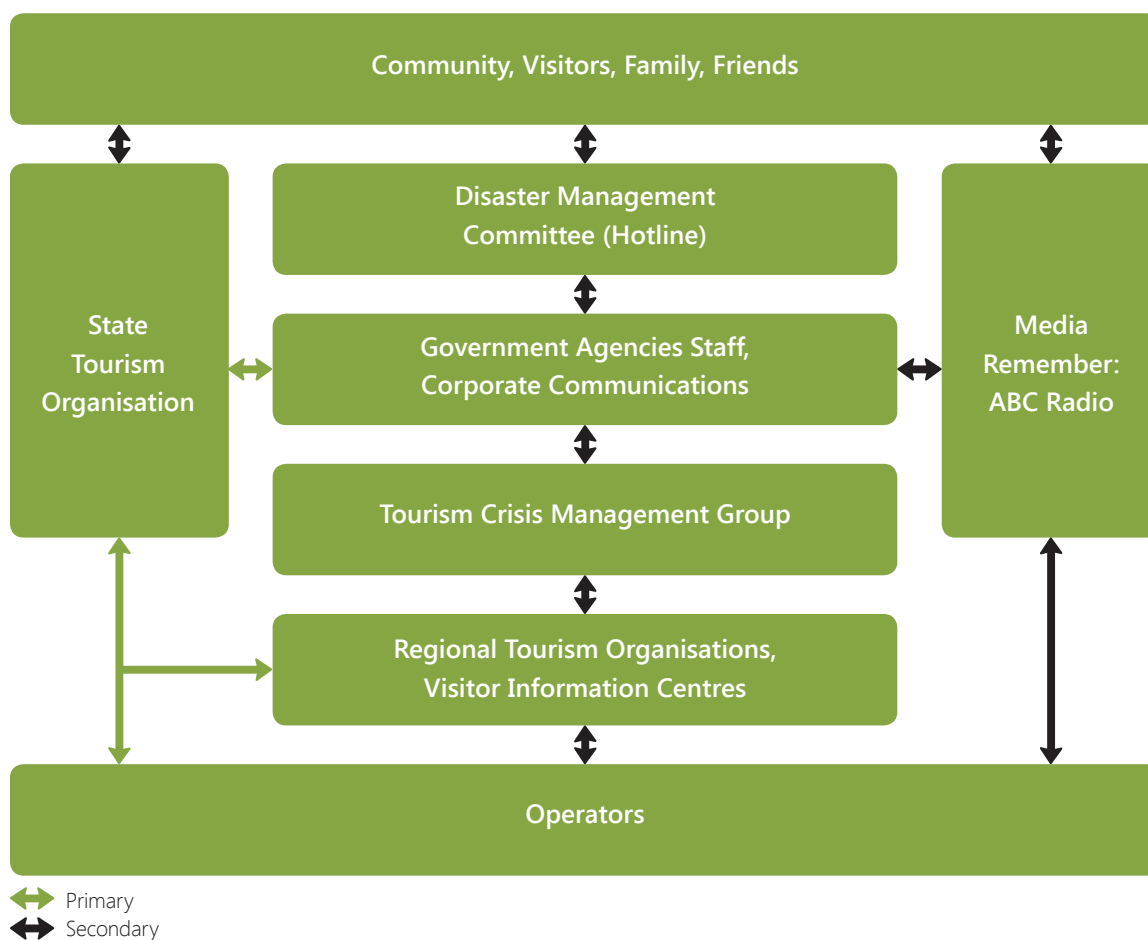 Community, Visitors, Family, Friends
Disaster Management
Committee (Hotline)
State
Tourism
Organisation
Government Agencies Staff,
Corporate Communications
Media
Remember:
ABC Radio
Tourism Crisis Management Group
Regional Tourism Organisations,
Visitor Information Centres
Operators
Primary
Secondary